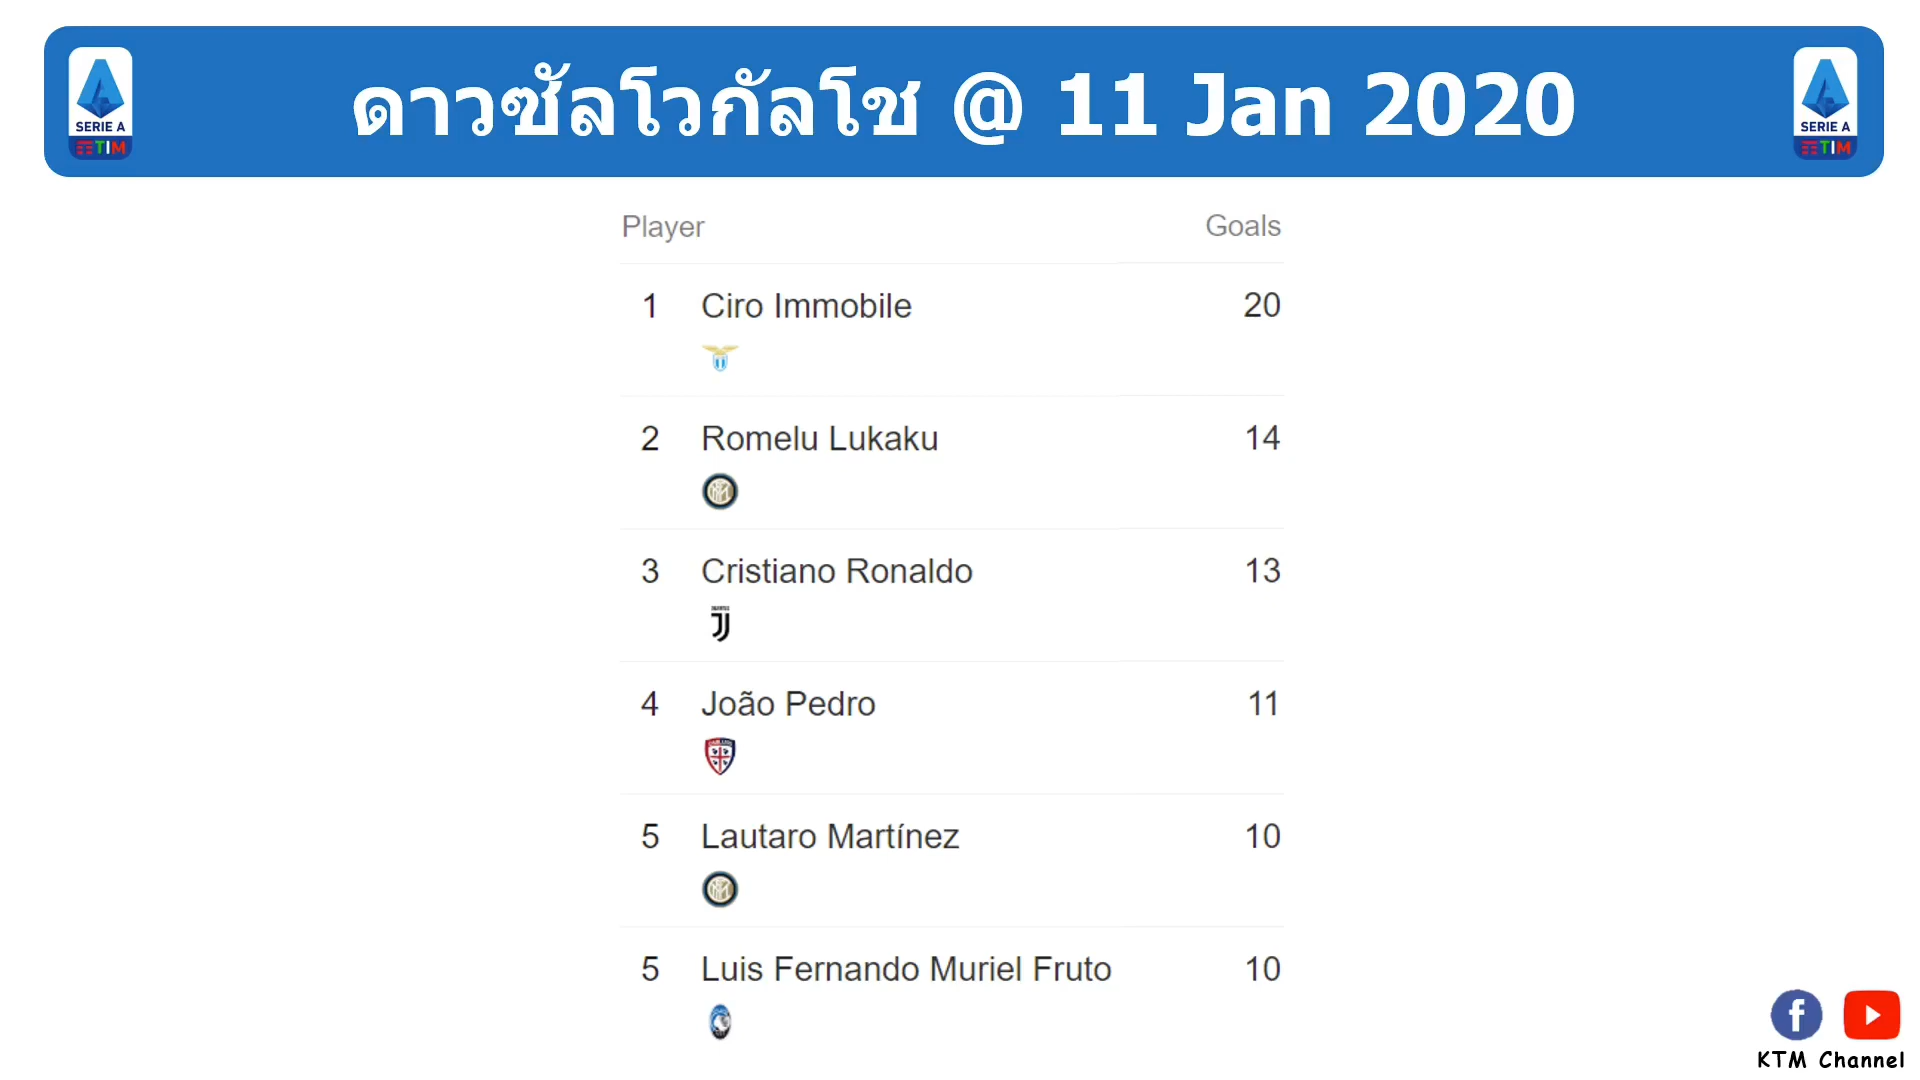 ดาวซัลโวกัลโช @ 11 Jan 2020
SERIE A
TIM
SERIE A
TIM
Player Goals
1 Ciro Immobile 20
2 Romelu Lukaku 14
3 Cristiano Ronaldo 13
4 João Pedro 11
5 Lautaro Martínez 10
5 Luis Fernando Muriel Fruto 10
KTM Channel